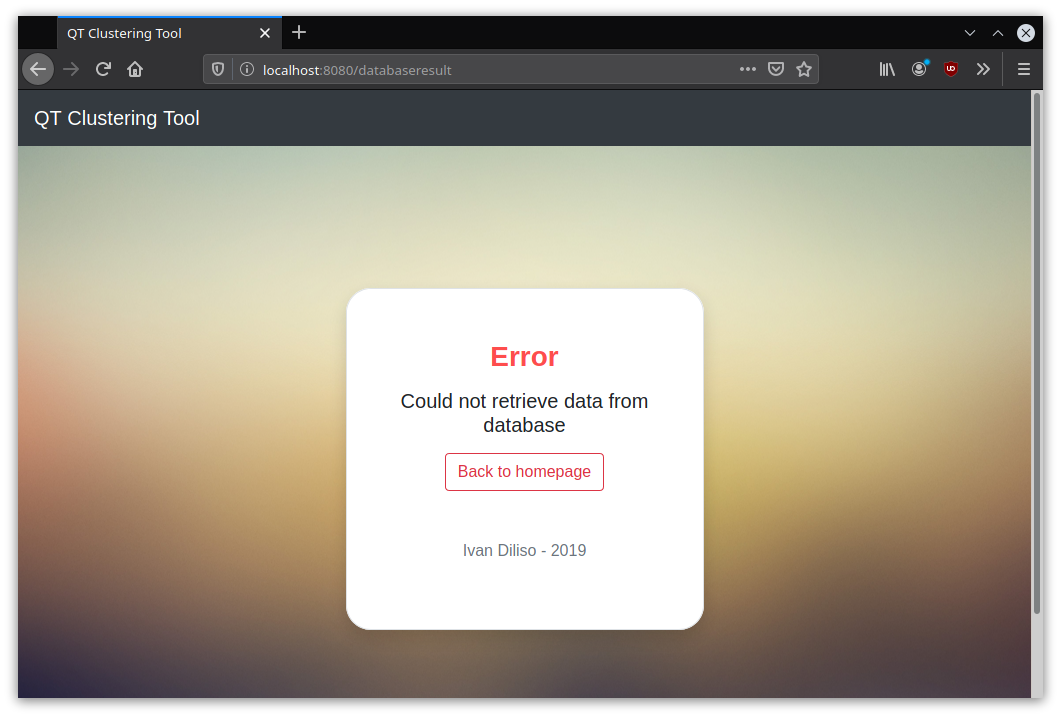 QT Clustering Tool
localhost:8080/databaseresult
QT Clustering Tool
Error
Could not retrieve data from
database
Back to homepage
Ivan Diliso - 2019